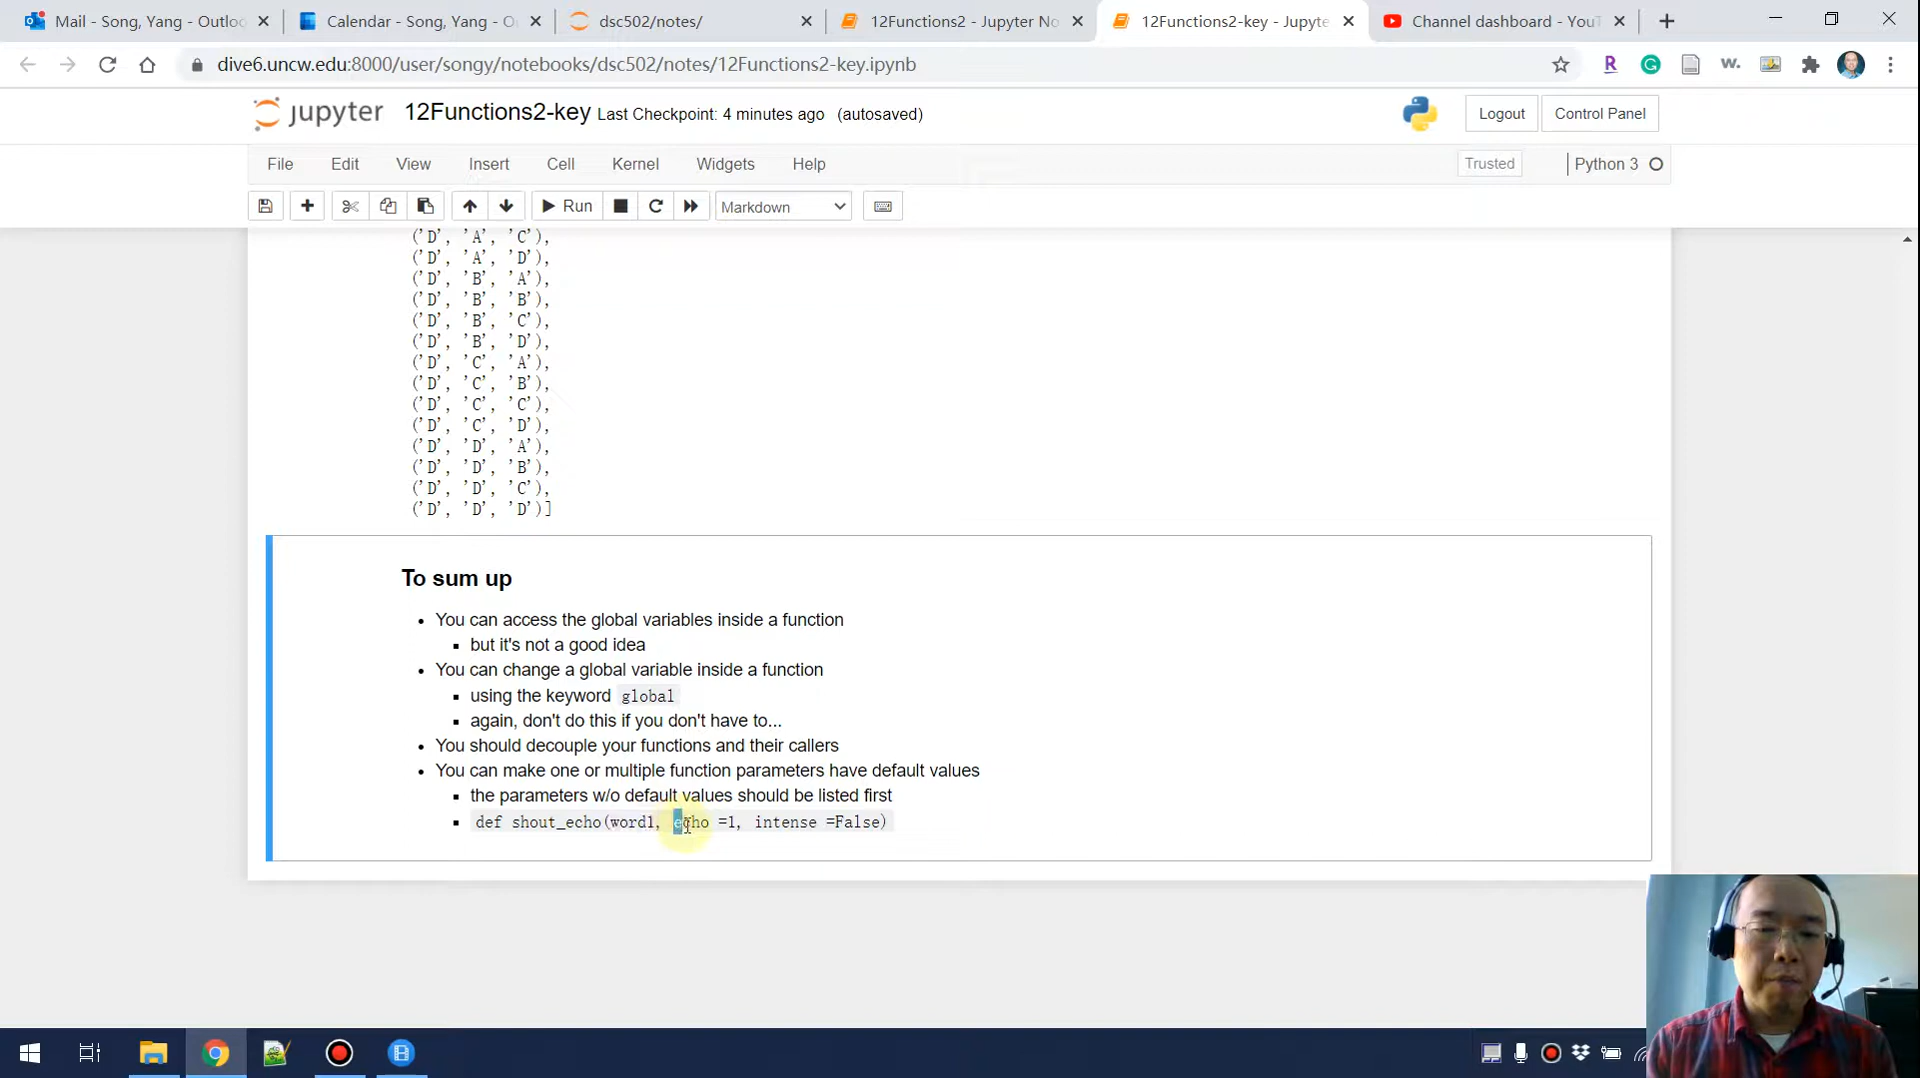 Mail - Song, Yang - Outloo
Calendar - Song, Yang - O
dsc502/notes/
12Functions2 - Jupyter No
12Functions2-key - Jupyte
Channel dashboard - YouT
dive6.uncw.edu:8000/user/songy/notebooks/dsc502/notes/12Functions2-key.ipynb
R
G
w.
jupyter
12Functions2-key Last Checkpoint: 4 minutes ago (autosaved)
Logout
Control Panel
File Edit View Insert Cell Kernel Widgets Help
Trusted
Python 3
Run
Markdown
('D', 'A', 'C'),
('D', 'A', 'D'),
('D', 'B', 'A'),
('D', 'B', 'B'),
('D', 'B', 'C'),
('D', 'B', 'D'),
('D', 'C', 'A'),
('D', 'C', 'B'),
('D', 'C', 'C'),
('D', 'C', 'D'),
('D', 'D', 'A'),
('D', 'D', 'B'),
('D', 'D', 'C'),
('D', 'D', 'D')]
To sum up
You can access the global variables inside a function
but it's not a good idea
You can change a global variable inside a function
using the keyword global
again, don't do this if you don't have to...
You should decouple your functions and their callers
You can make one or multiple function parameters have default values
the parameters w/o default values should be listed first
def shout_echo(word1, echo =1, intense =False)